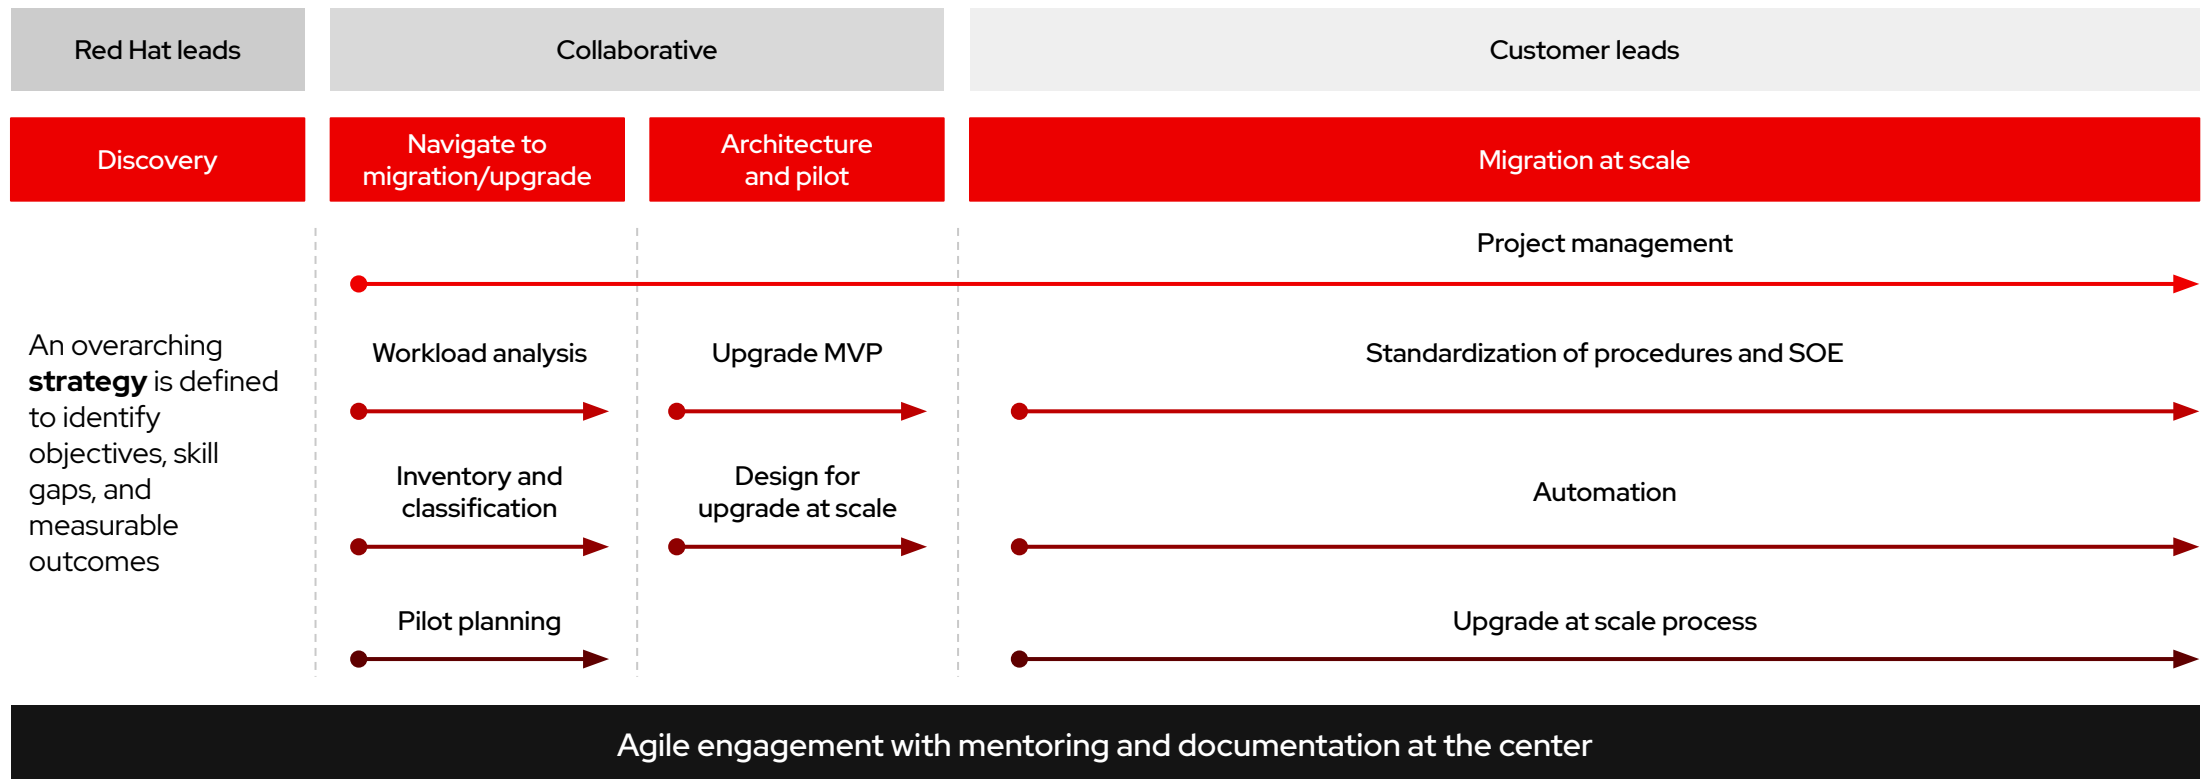 Red Hat leads
Collaborative
Customer leads
Discovery
Navigate to
migration/upgrade
Architecture
and pilot
Migration at scale
An overarching
strategy is defined
to identify
objectives, skill
gaps, and
measurable
outcomes
Project management
Workload analysis
Upgrade MVP
Standardization of procedures and SOE
Inventory and
classification
Design for
upgrade at scale
Automation
Pilot planning
Upgrade at scale process
Agile engagement with mentoring and documentation at the center